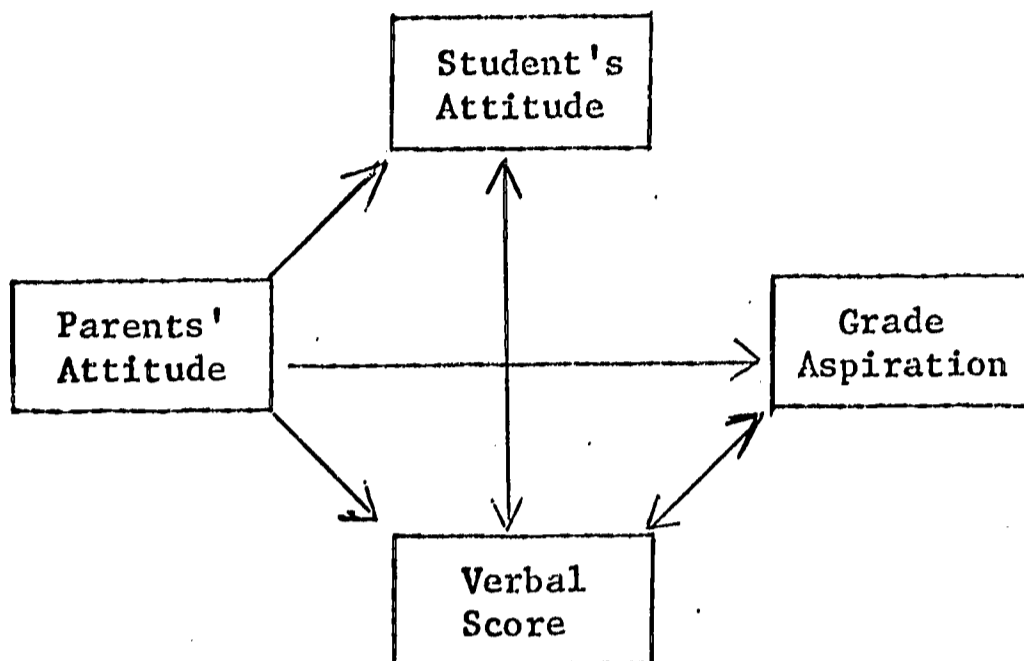 Student's
Attitude
Parents'
Attitude
Grade
Aspiration
Verbal
Score